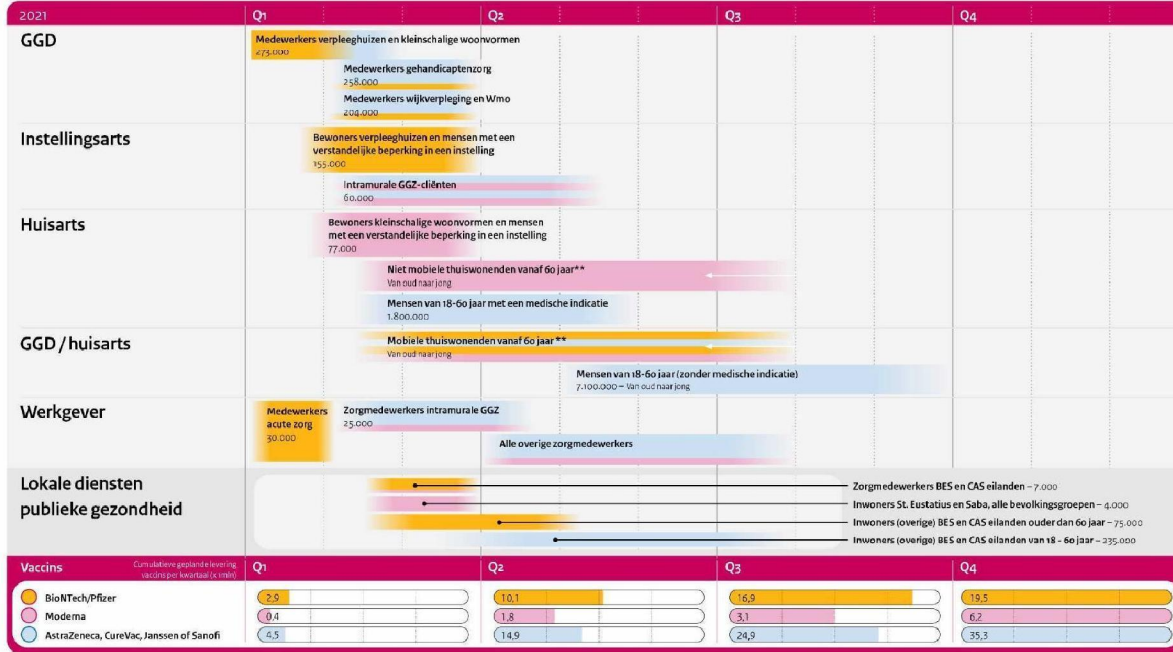 2021 Q1 Q2 Q3 Q4
GGD
Medewerkers verpleeghuizen en kleinschalige woonvormen
273.000
Medewerkers gehandicaptenzorg
258.000
Medewerkers wijkverpleging en Wmo
204.000
Instellingsarts
Bewoners verpleeghuizen en mensen met een
verstandelijke beperking in een instelling
155.000
Intramurale GGZ-cliënten
60.000
Huisarts
Bewoners kleinschalige woonvormen en mensen
met een verstandelijke beperking in een instelling
77.000
Niet mobiele thuiswonenden vanaf 60 jaar**
Van oud naar jong
Mensen van 18-60 jaar met een medische indicatie
1.800.000
GGD / huisarts
Mobiele thuiswonenden vanaf 60 jaar**
Van oud naar jong
Mensen van 18-60 jaar (zonder medische indicatie)
7.100.000 – Van oud naar jong
Werkgever
Medewerkers
acute zorg
30.000
Zorgmedewerkers intramurale GGZ
25.000
Alle overige zorgmedewerkers
Lokale diensten
publieke gezondheid
Zorgmedewerkers BES en CAS eilanden – 7.000
Inwoners St. Eustatius en Saba, alle bevolkingsgroepen – 4.000
Inwoners (overige) BES en CAS eilanden ouder dan 60 jaar – 75.000
Inwoners (overige) BES en CAS eilanden van 18 - 60 jaar – 235.000
Vaccins
Cumulatieve geplande levering
vaccins per kwartaal (x 1mln)
Q1 Q2 Q3 Q4
BioNTech/Pfizer 2,9 10,1 16,9 19,5
Moderna 0,4 1,8 3,1 6,2
AstraZeneca, CureVac, Janssen of Sanofi 4,5 14,9 24,9 35,3